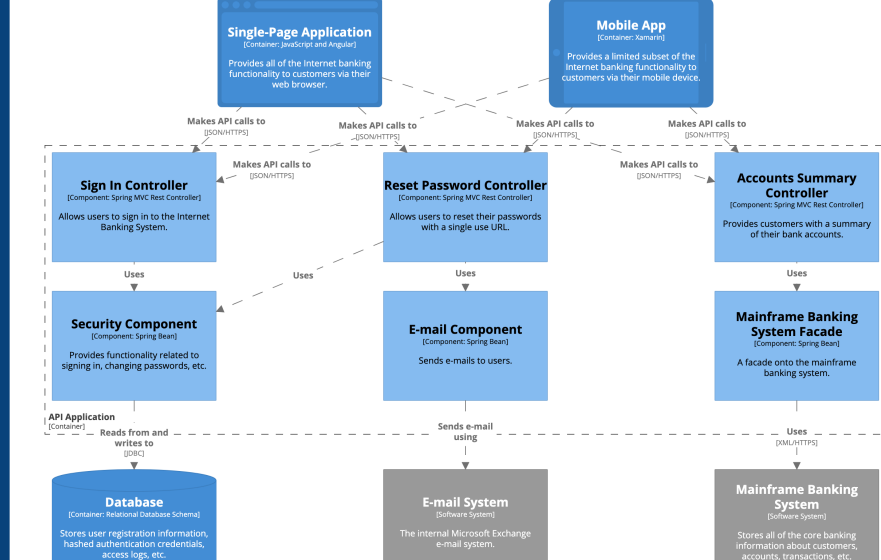 Single-Page Application
[Container: JavaScript and Angular]
Provides all of the Internet banking
functionality to customers via their
web browser.
Mobile App
[Container: Xamarin]
Provides a limited subset of the
Internet banking functionality to
customers via their mobile device.
Makes API calls to
[JSON/HTTPS]
Makes API calls to
[JSON/HTTPS]
Makes API calls to
[JSON/HTTPS]
Makes API calls to
[JSON/HTTPS]
Makes API calls to
[JSON/HTTPS]
Makes API calls to
[JSON/HTTPS]
Sign In Controller
[Component: Spring MVC Rest Controller]
Allows users to sign in to the Internet
Banking System.
Reset Password Controller
[Component: Spring MVC Rest Controller]
Allows users to reset their passwords
with a single use URL.
Accounts Summary
Controller
[Component: Spring MVC Rest Controller]
Provides customers with a summary
of their bank accounts.
Uses
Uses
Uses
Uses
Security Component
[Component: Spring Bean]
Provides functionality related to
signing in, changing passwords, etc.
E-mail Component
[Component: Spring Bean]
Sends e-mails to users.
Mainframe Banking
System Facade
[Component: Spring Bean]
A facade onto the mainframe
banking system.
API Application
[Container]
Reads from and
writes to
[JDBC]
Sends e-mail
using
Uses
[XML/HTTPS]
Database
[Container: Relational Database Schema]
Stores user registration information,
hashed authentication credentials,
access logs, etc.
E-mail System
[Software System]
The internal Microsoft Exchange
e-mail system.
Mainframe Banking
System
[Software System]
Stores all of the core banking
information about customers,
accounts, transactions, etc.